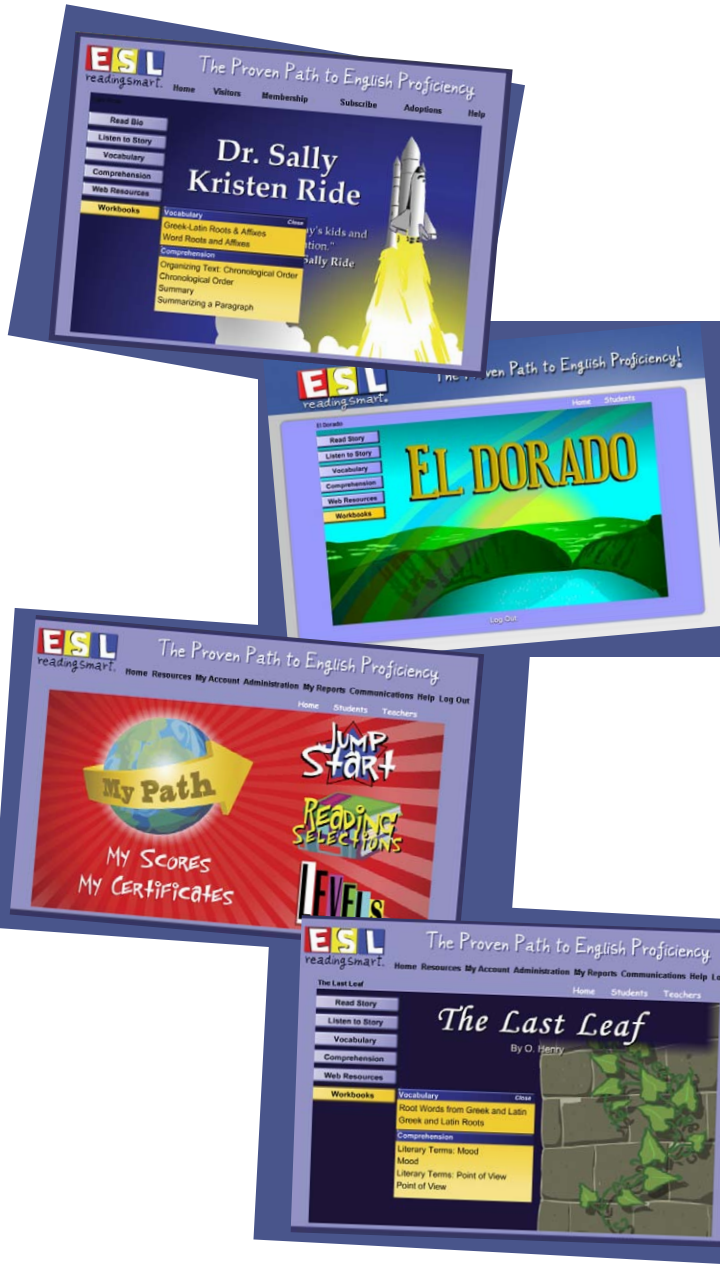 ESL
readingsmart.
The Proven Path to English Proficiency
Home Visitors Membership Subscribe Adoptions Help
Read Bio
Listen to Story
Vocabulary
Comprehension
Web Resources
Workbooks
Dr. Sally
Kristen Ride
kids and
Sally Ride
Vocabulary
Close
Greek-Latin Roots & Affixes
Word Roots and Affixes
Comprehension
Organizing Text: Chronological Order
Chronological Order
Summary
Summarizing a Paragraph
ESL
readingsmart.
English Proficiency!
Home Students
El Dorado
Read Story
Listen to Story
Vocabulary
Comprehension
Web Resources
Workbooks
EL DORADO
Log Out
ESL
readingsmart.
The Proven Path to English Proficiency
Home Resources My Account Administration My Reports Communications Help Log Out
Home Students Teachers
My Path
My Scores
My Certificates
Jump
Start
Reading
Selections
Levels
ESL
readingsmart.
The Proven Path to English Proficiency
Home Resources My Account Administration My Reports Communications Help
Home Students Teachers
The Last Leaf
Read Story
Listen to Story
Vocabulary
Comprehension
Web Resources
Workbooks
The Last Leaf
By O. Henry
Vocabulary
Close
Root Words from Greek and Latin
Greek and Latin Roots
Comprehension
Literary Terms: Mood
Mood
Literary Terms: Point of View
Point of View